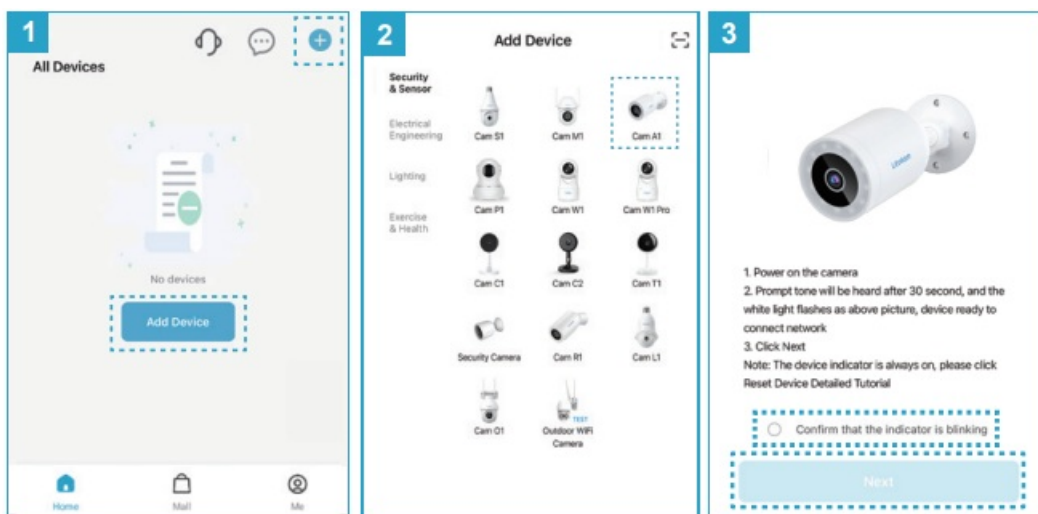 1
All Devices
No devices
Add Device
Home
Mall
Me
2
Add Device
Security
& Sensor
Electrical
Engineering
Lighting
Exercise
& Health
Cam S1
Cam M1
Cam A1
Cam P1
Cam W1
Cam W1 Pro
Cam C1
Cam C2
Cam T1
Security Camera
Cam R1
Cam L1
Cam O1
TEST
Outdoor WiFi
Camera
3
Litokam
1. Power on the camera
2. Prompt tone will be heard after 30 second, and the
white light flashes as above picture, device ready to
connect network
3. Click Next
Note: The device indicator is always on, please click
Reset Device Detailed Tutorial
Confirm that the indicator is blinking
Next